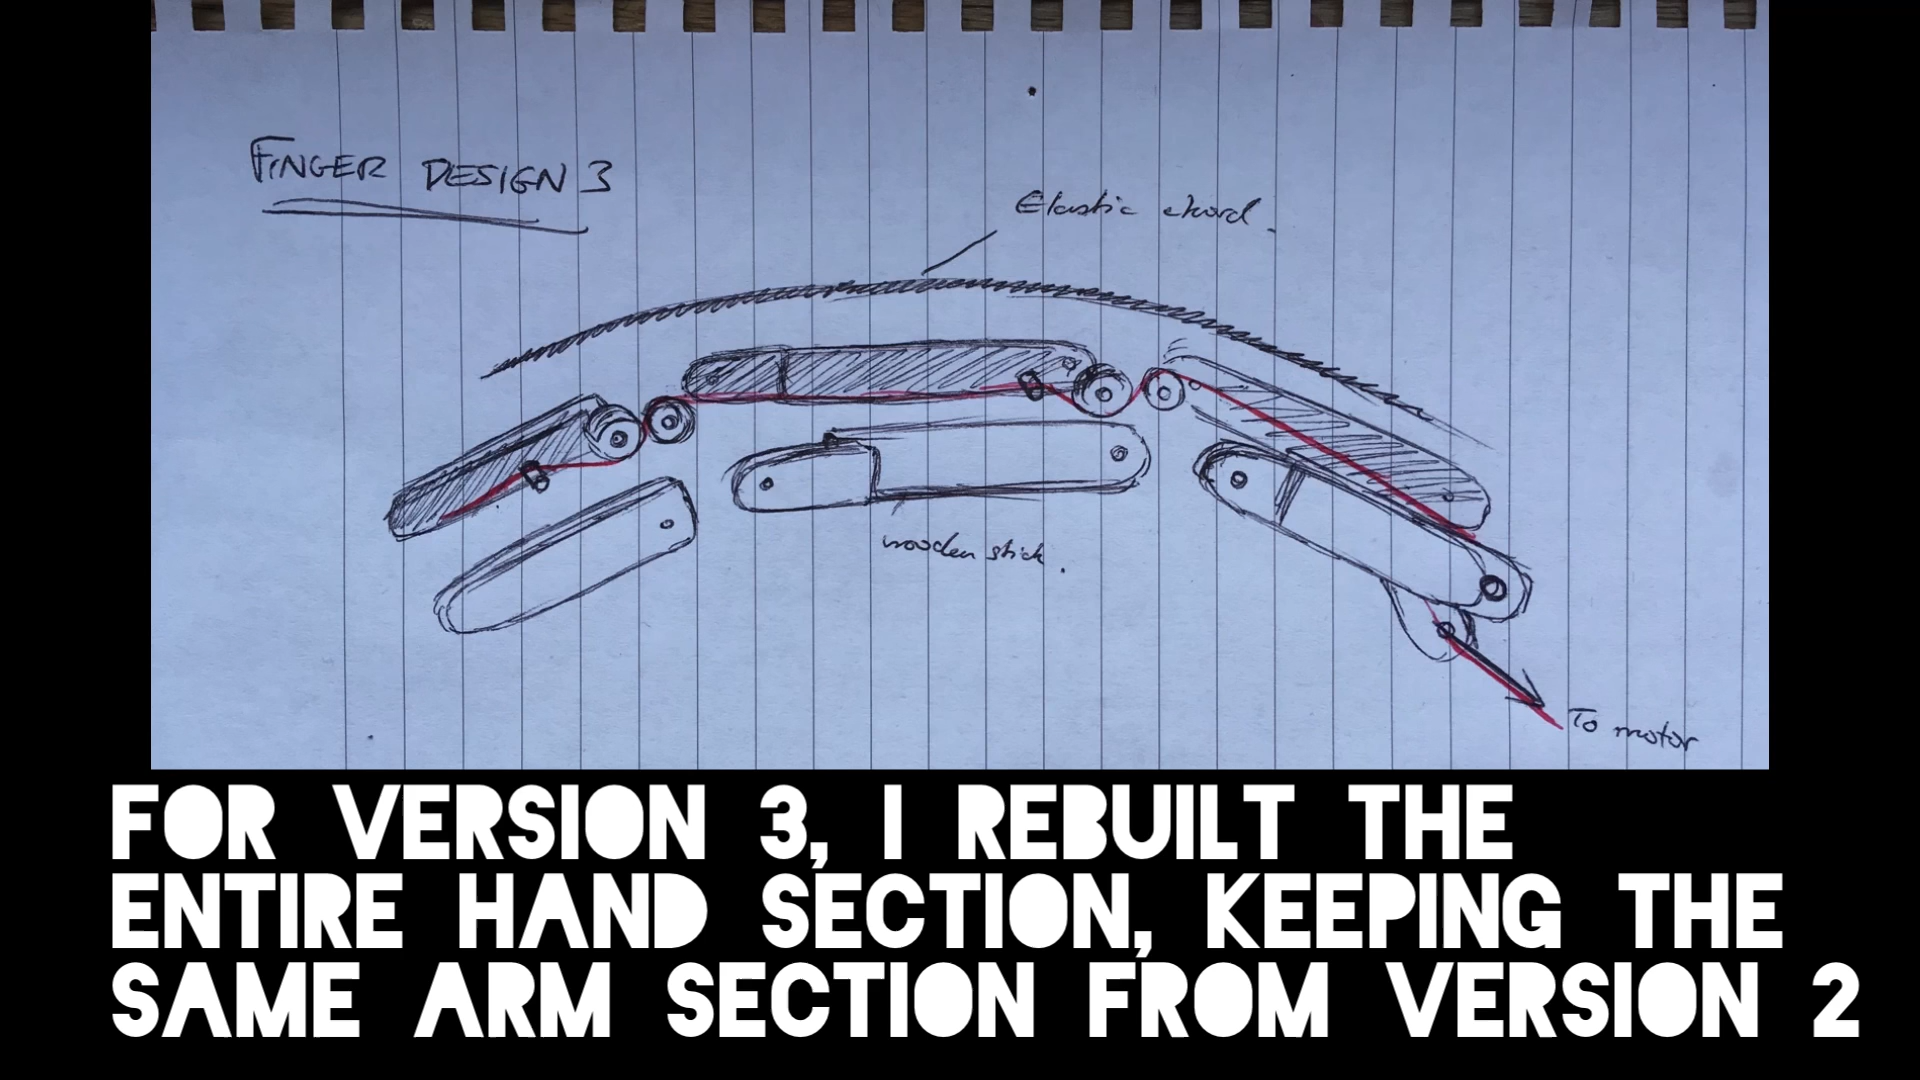 FINGER DESIGN 3
Elastic chord.
wooden stick.
To motor
FOR VERSION 3, I REBUILT THE
ENTIRE HAND SECTION, KEEPING THE
SAME ARM SECTION FROM VERSION 2